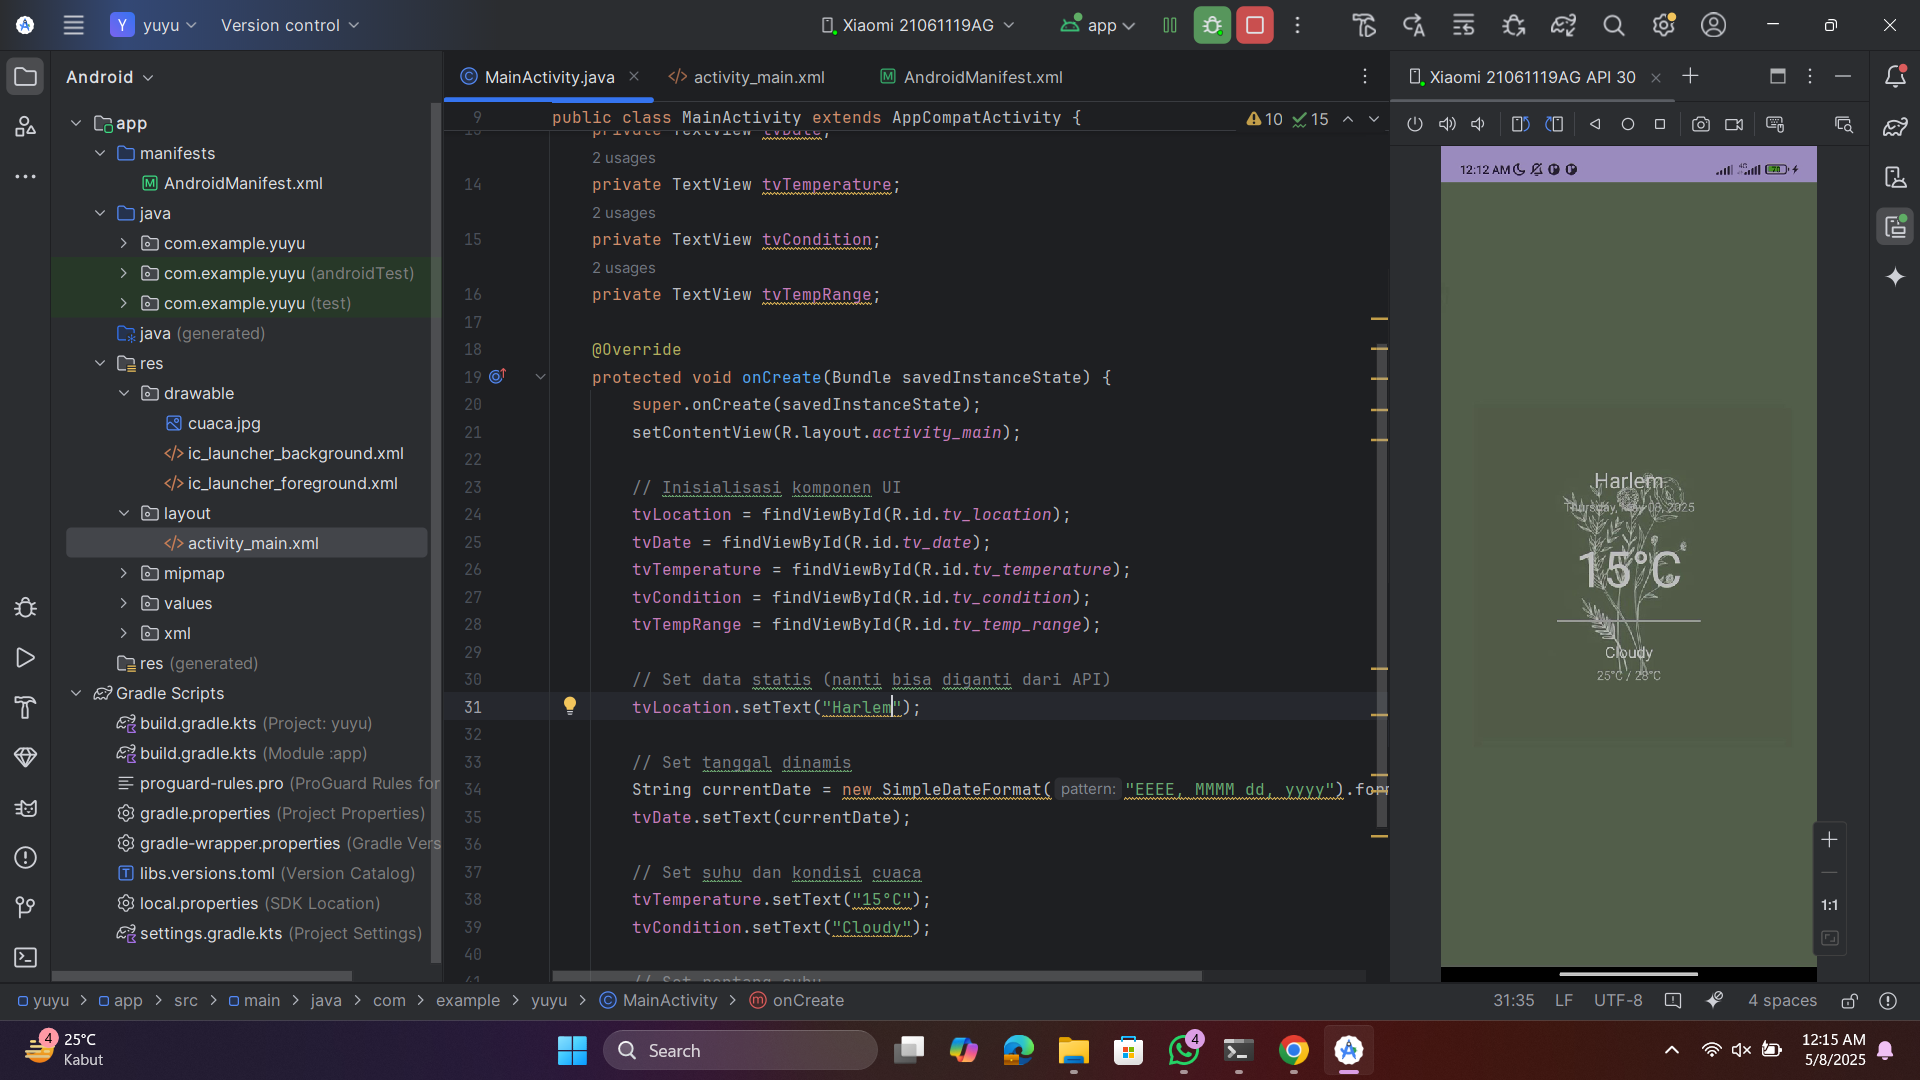 Y yuyu Version control Xiaomi 21061119AG app
Android
MainActivity.java activity_main.xml AndroidManifest.xml
Xiaomi 21061119AG API 30
app
manifests
AndroidManifest.xml
java
com.example.yuyu
com.example.yuyu (androidTest)
com.example.yuyu (test)
java (generated)
res
drawable
cuaca.jpg
ic_launcher_background.xml
ic_launcher_foreground.xml
layout
activity_main.xml
mipmap
values
xml
res (generated)
Gradle Scripts
build.gradle.kts (Project: yuyu)
build.gradle.kts (Module :app)
proguard-rules.pro (ProGuard Rules for
gradle.properties (Project Properties)
gradle-wrapper.properties (Gradle Vers
libs.versions.toml (Version Catalog)
local.properties (SDK Location)
settings.gradle.kts (Project Settings)
9 public class MainActivity extends AppCompatActivity { 10 15
private TextView tvDate;
2 usages
14 private TextView tvTemperature;
2 usages
15 private TextView tvCondition;
2 usages
16 private TextView tvTempRange;
17
18 @Override
19 protected void onCreate(Bundle savedInstanceState) {
20 super.onCreate(savedInstanceState);
21 setContentView(R.layout.activity_main);
22
23 // Inisialisasi komponen UI
24 tvLocation = findViewById(R.id.tv_location);
25 tvDate = findViewById(R.id.tv_date);
26 tvTemperature = findViewById(R.id.tv_temperature);
27 tvCondition = findViewById(R.id.tv_condition);
28 tvTempRange = findViewById(R.id.tv_temp_range);
29
30 // Set data statis (nanti bisa diganti dari API)
31 tvLocation.setText("Harlem");
32
33 // Set tanggal dinamis
34 String currentDate = new SimpleDateFormat( pattern: "EEEE, MMMM dd, yyyy").for
35 tvDate.setText(currentDate);
36
37 // Set suhu dan kondisi cuaca
38 tvTemperature.setText("15°C");
39 tvCondition.setText("Cloudy");
40
41 // Set rentang suhu
12:12 AM 4G 70
Harlem
Thursday, May 08, 2025
15°C
Cloudy
25°C / 28°C
1:1
yuyu > app > src > main > java > com > example > yuyu > MainActivity > onCreate
31:35 LF UTF-8 4 spaces
4 25°C
Kabut
Search
4
12:15 AM
5/8/2025